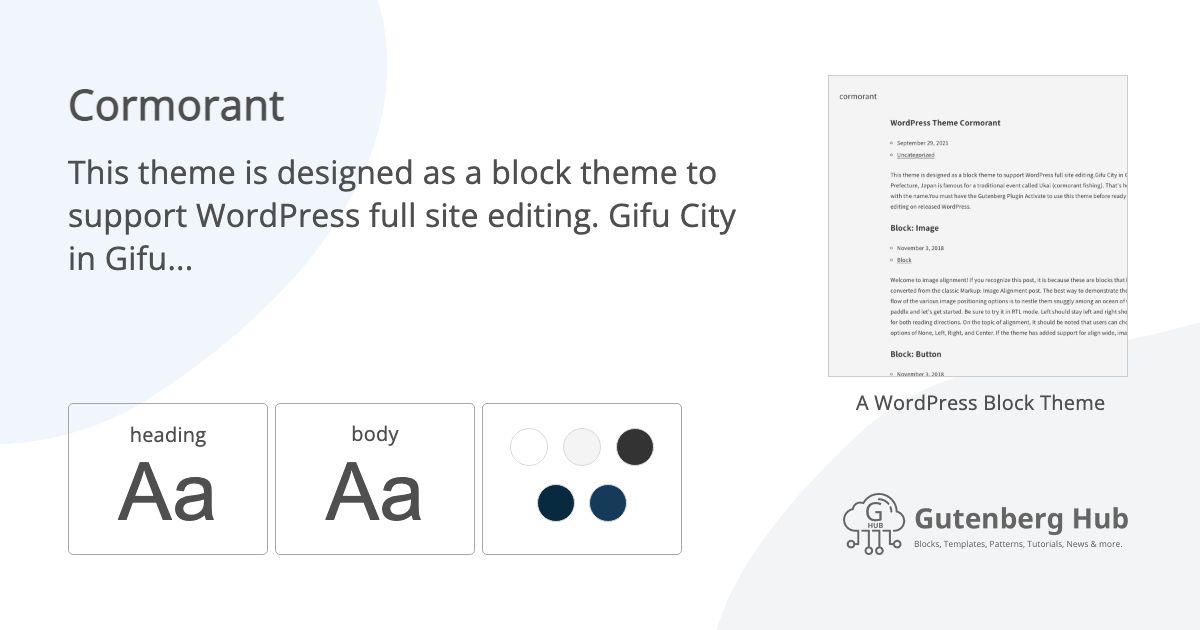 Cormorant
This theme is designed as a block theme to
support WordPress full site editing. Gifu City
in Gifu...
heading
Aa
body
Aa
cormorant
WordPress Theme Cormorant
September 29, 2021
Uncategorized
This theme is designed as a block theme to support WordPress full site editing.Gifu City in G
Prefecture, Japan is famous for a traditional event called Ukai (cormorant fishing). That's h
with the name.You must have the Gutenberg Plugin Activate to use this theme before ready
editing on released WordPress.
Block: Image
November 3, 2018
Block
Welcome to image alignment! If you recognize this post, it is because these are blocks that
converted from the classic Markup: Image Alignment post. The best way to demonstrate the
flow of the various image positioning options is to nestle them snuggly among an ocean of
paddle and let's get started. Be sure to try it in RTL mode. Left should stay left and right sho
for both reading directions. On the topic of alignment, it should be noted that users can cho
options of None, Left, Right, and Center. If the theme has added support for align wide, ima
Block: Button
November 3, 2018
A WordPress Block Theme
G
HUB
Gutenberg Hub
Blocks, Templates, Patterns, Tutorials, News & more.